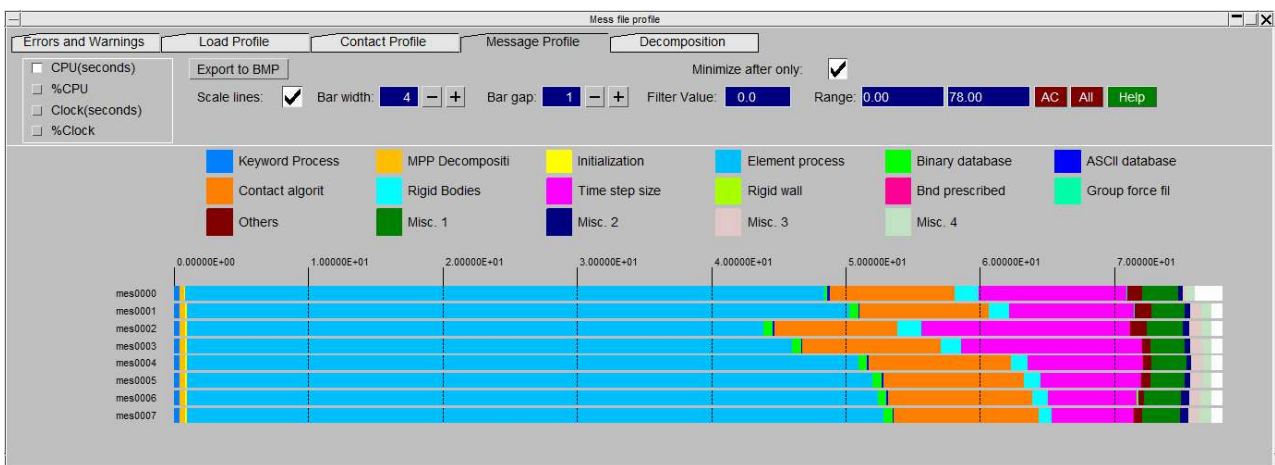 Mess file profile
Errors and Warnings Load Profile Contact Profile Message Profile Decomposition
CPU(seconds) Export to BMP Minimize after only:
%CPU
Scale lines: Bar width: 4 Bar gap: 1 Filter Value: 0.0 Range: 0.00 78.00 AC All Help
Clock(seconds)
%Clock
Keyword Process MPP Decompositi Initialization Element process Binary database ASCII database
Contact algorit Rigid Bodies Time step size Rigid wall Bnd prescribed Group force fil
Others Misc. 1 Misc. 2 Misc. 3 Misc. 4
0.00000E+00 1.00000E+01 2.00000E+01 3.00000E+01 4.00000E+01 5.00000E+01 6.00000E+01 7.00000E+01
mes0000
mes0001
mes0002
mes0003
mes0004
mes0005
mes0006
mes0007